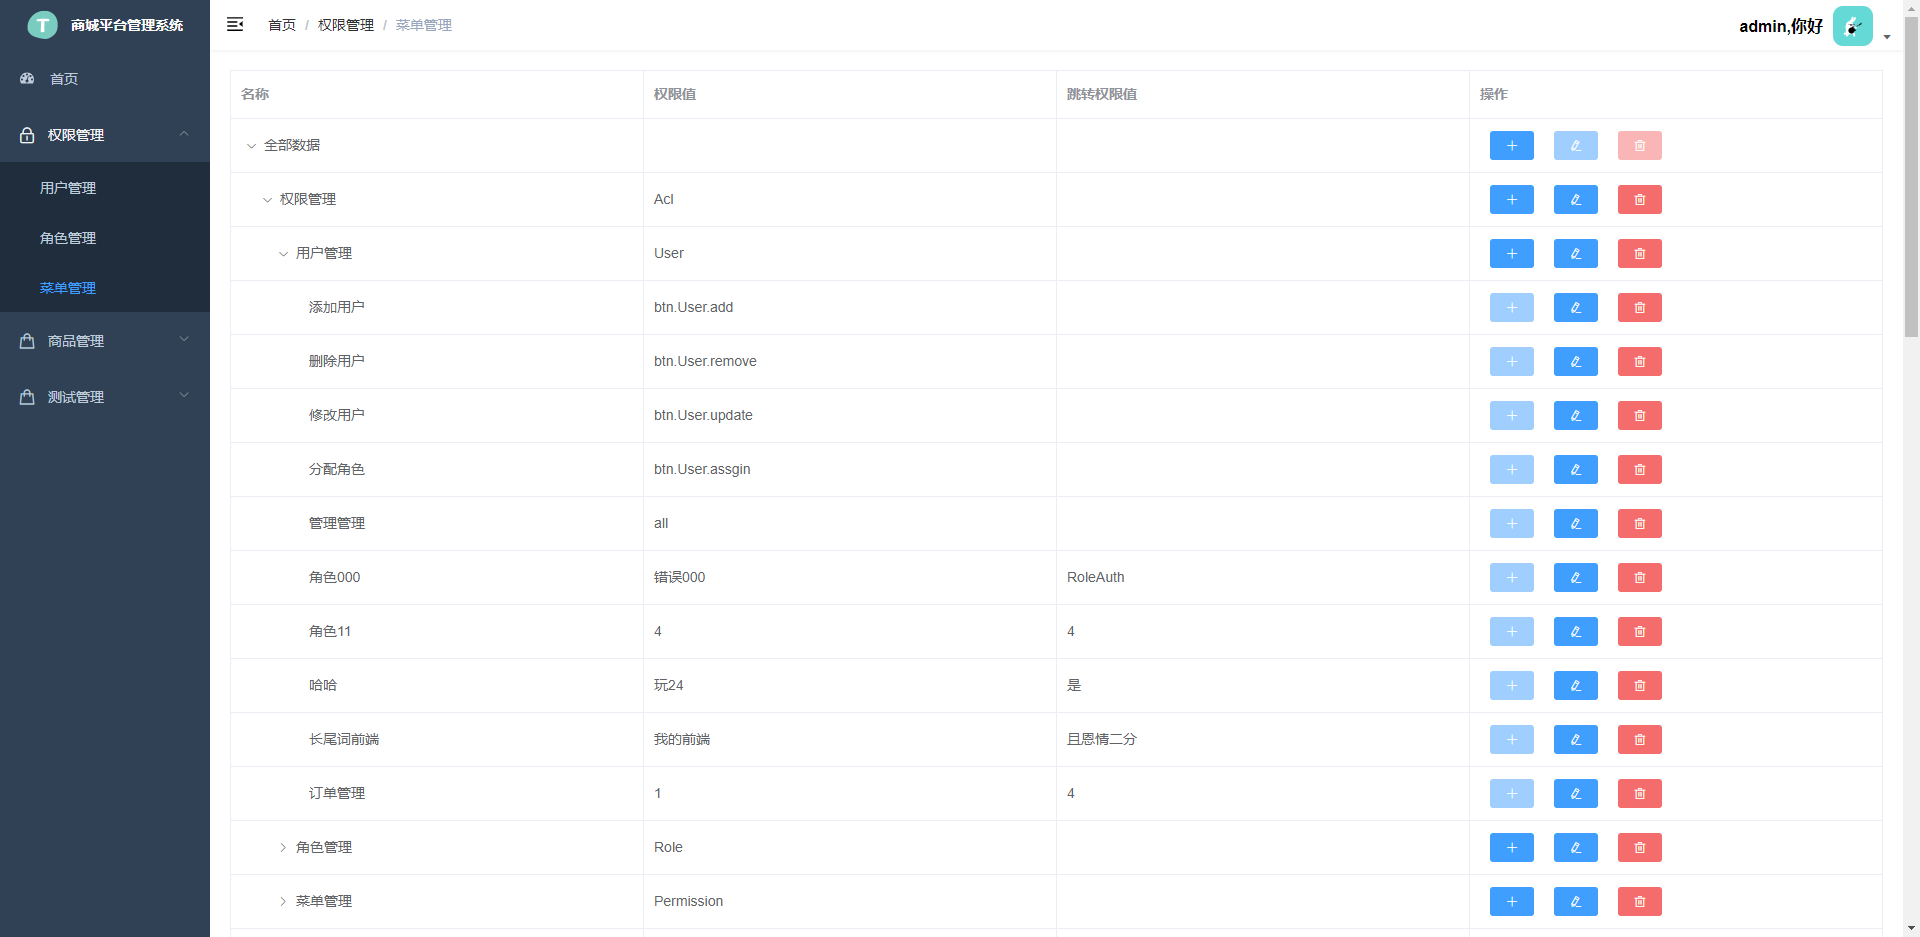 T 商城平台管理系统
首页
权限管理
用户管理
角色管理
菜单管理
商品管理
测试管理
首页 / 权限管理 / 菜单管理
admin,你好
名称 权限值 跳转权限值 操作
全部数据
权限管理 Acl
用户管理 User
添加用户 btn.User.add
删除用户 btn.User.remove
修改用户 btn.User.update
分配角色 btn.User.assgin
管理管理 all
角色000 错误000 RoleAuth
角色11 4 4
哈哈 玩24 是
长尾词前端 我的前端 且恩情二分
订单管理 1 4
角色管理 Role
菜单管理 Permission